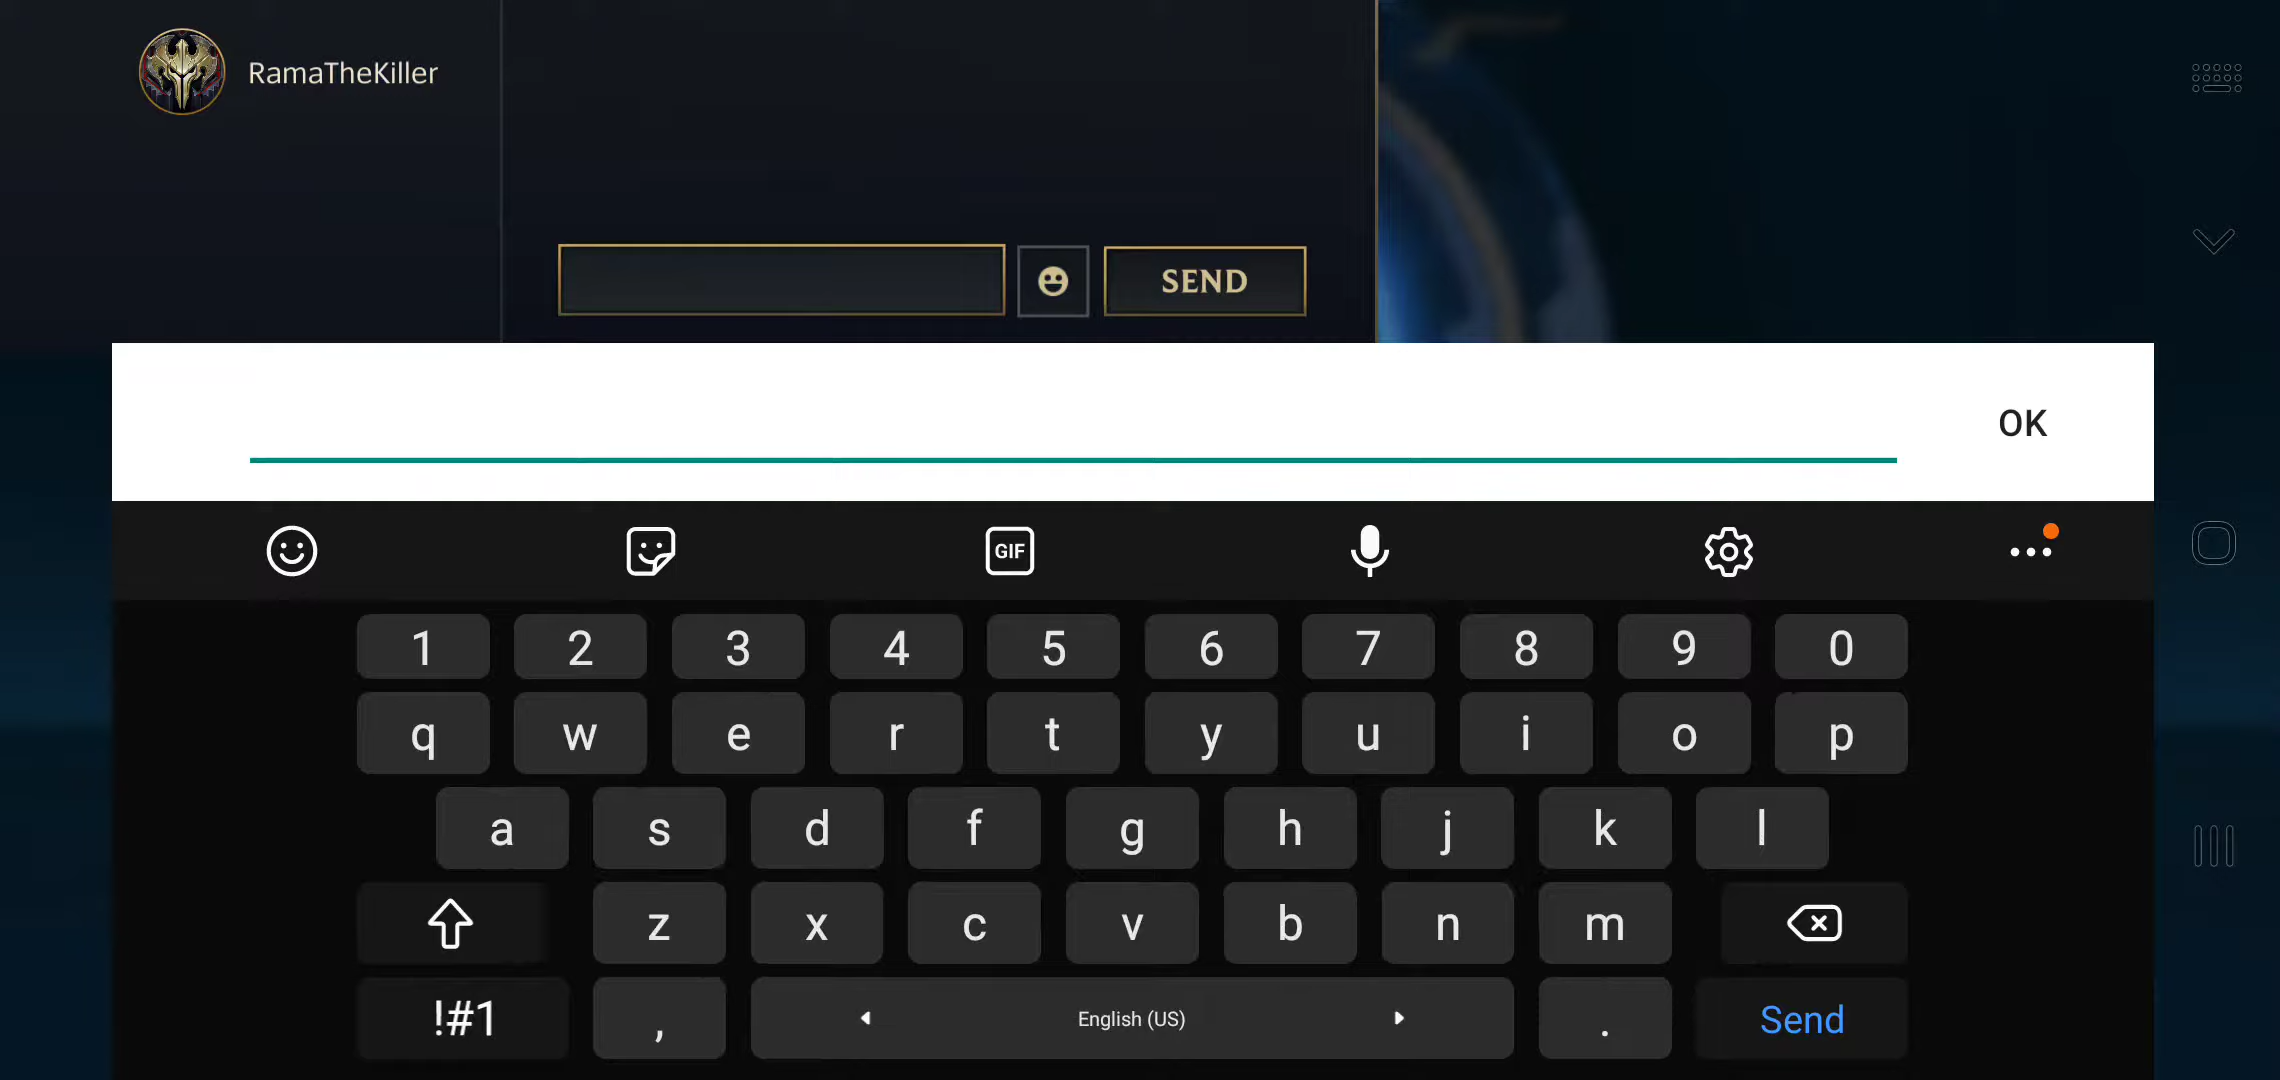 RamaTheKiller
SEND
OK
GIF
1 2 3 4 5 6 7 8 9 0
q w e r t y u i o p
a s d f g h j k l
z x c v b n m
!#1 , English (US) . Send